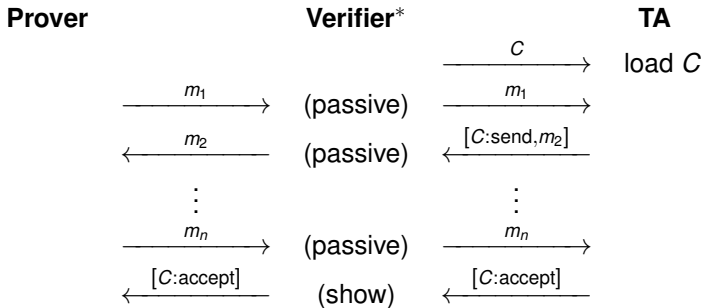 Prover Verifier* TA
C
load C
m₁ (passive) m₁
m₂ (passive) [C:send,m₂]
⋮ ⋮
mₙ (passive) mₙ
[C:accept] (show) [C:accept]